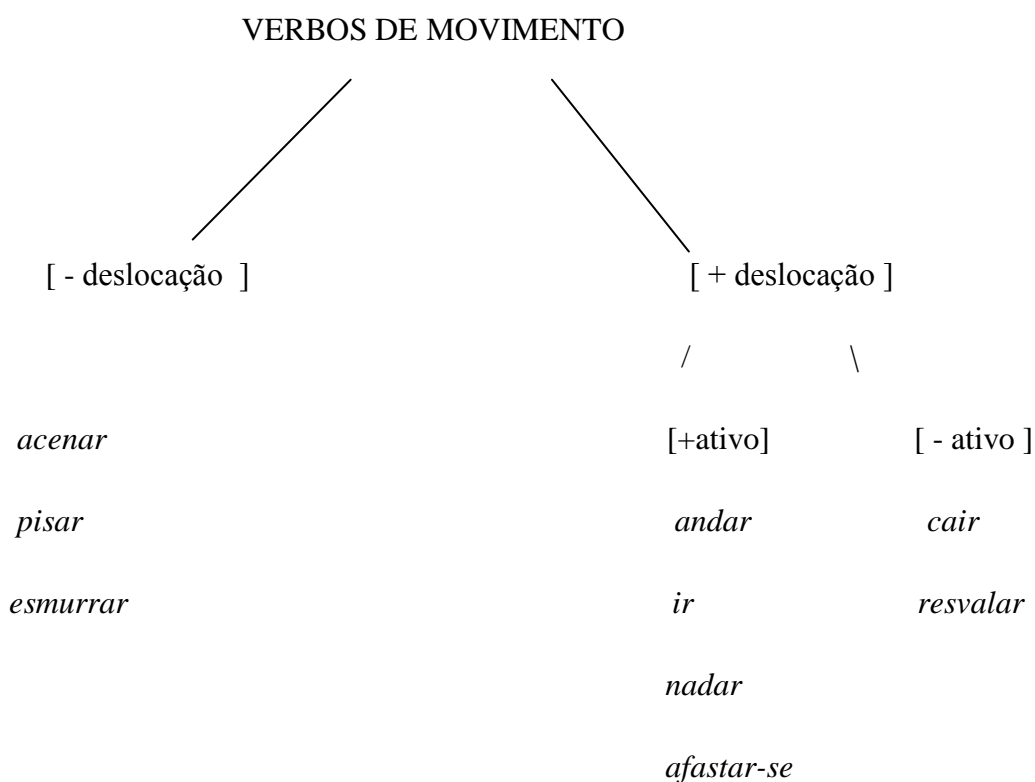 VERBOS DE MOVIMENTO
[ - deslocação ] [ + deslocação ]
/ \
acenar [+ativo] [ - ativo ]
pisar andar cair
esmurrar ir resvalar
nadar
afastar-se